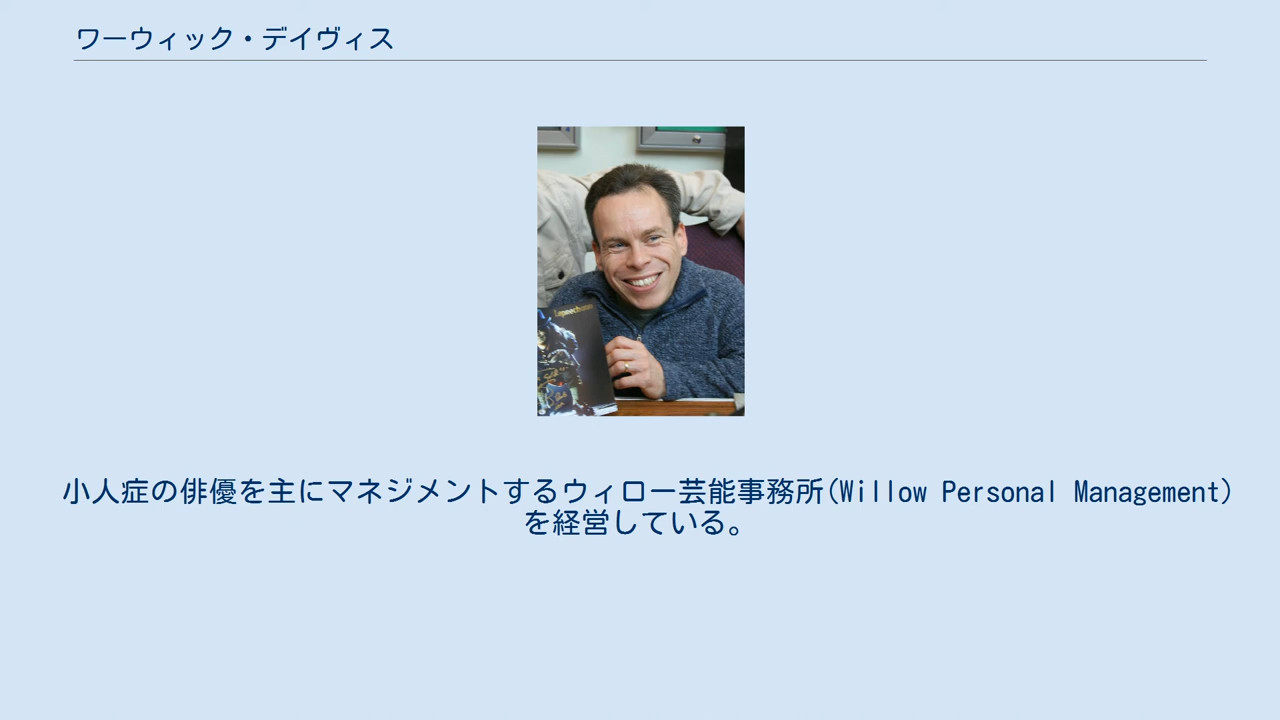 ワーウィック・デイヴィス
Leprechaun
小人症の俳優を主にマネジメントするウィロー芸能事務所(Willow Personal Management)
を経営している。